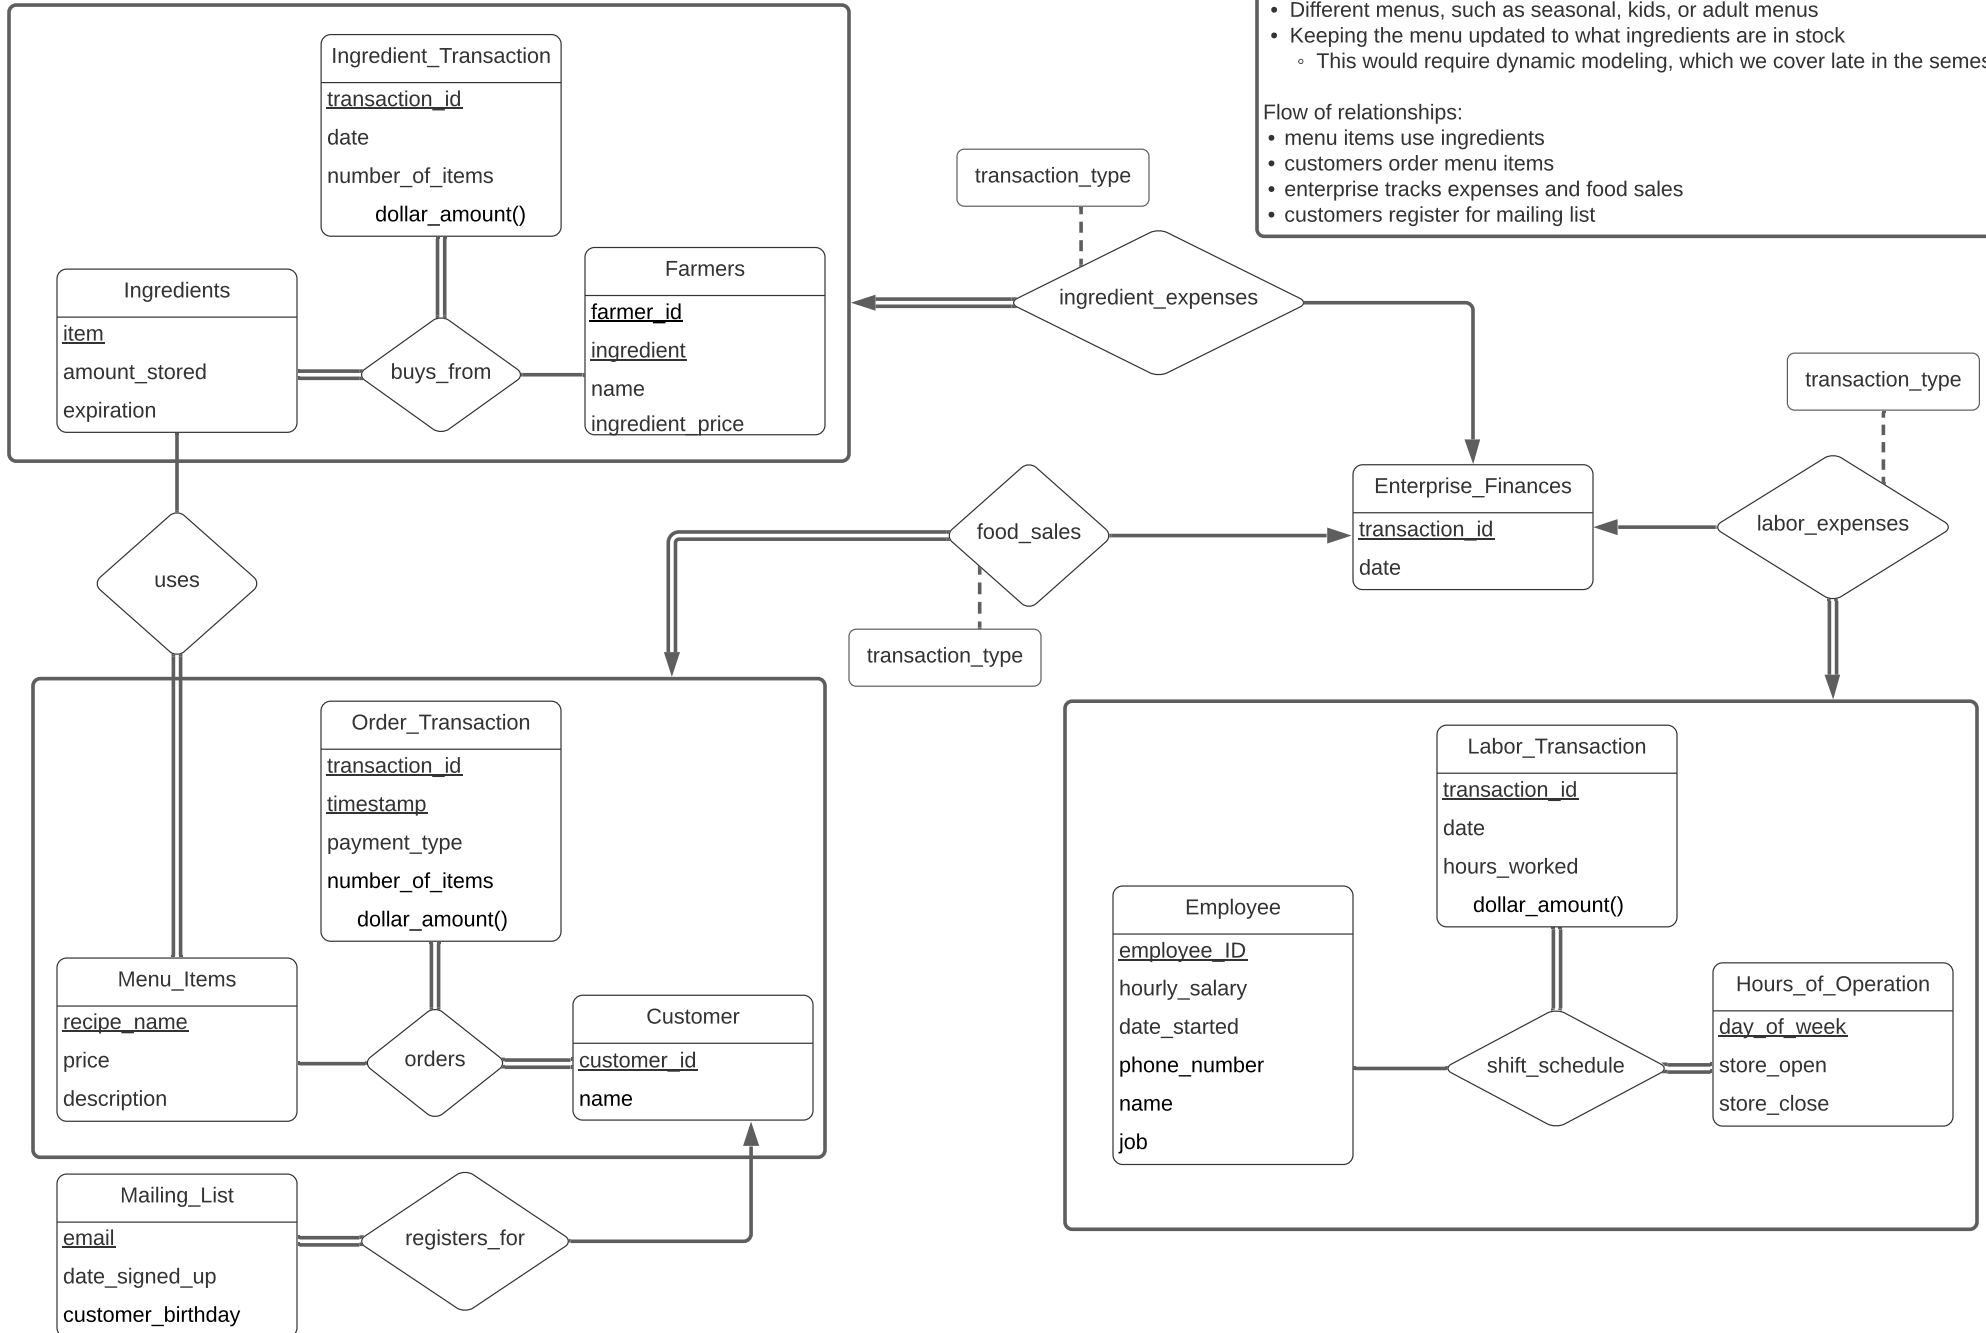 Different menus, such as seasonal, kids, or adult menus
Keeping the menu updated to what ingredients are in stock
This would require dynamic modeling, which we cover late in the
Flow of relationships:
menu items use ingredients
customers order menu items
enterprise tracks expenses and food sales
customers register for mailing list
Ingredient_Transaction
transaction_id
date
number_of_items
dollar_amount()
Ingredients
item
amount_stored
expiration
buys_from
Farmers
farmer_id
ingredient
name
ingredient_price
transaction_type
ingredient_expenses
transaction_type
labor_expenses
Enterprise_Finances
transaction_id
date
food_sales
transaction_type
uses
Order_Transaction
transaction_id
timestamp
payment_type
number_of_items
dollar_amount()
Menu_Items
recipe_name
price
description
orders
Customer
customer_id
name
Mailing_List
email
date_signed_up
customer_birthday
registers_for
Labor_Transaction
transaction_id
date
hours_worked
dollar_amount()
Employee
employee_ID
hourly_salary
date_started
phone_number
name
job
shift_schedule
Hours_of_Operation
day_of_week
store_open
store_close